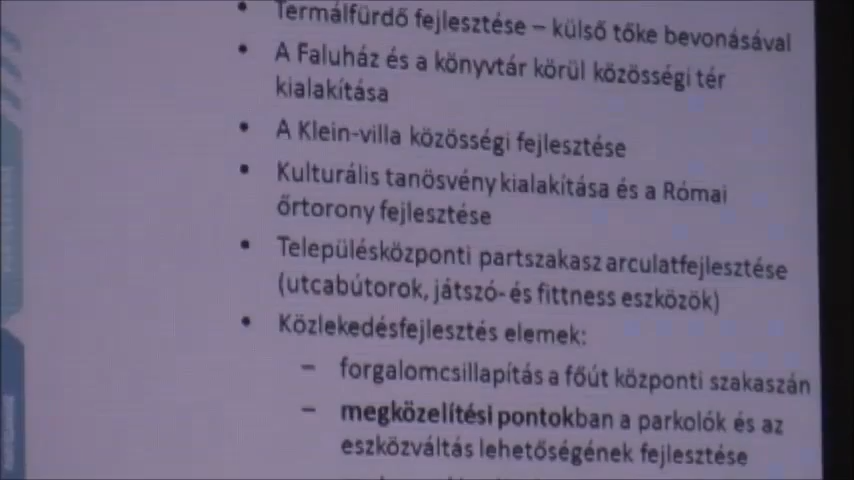 • Termálfürdő fejlesztése – külső tőke bevonásával
• A Faluház és a könyvtár körül közösségi tér
kialakítása
• A Klein-villa közösségi fejlesztése
• Kulturális tanösvény kialakítása és a Római
őrtorony fejlesztése
• Településközponti partszakasz arculatfejlesztése
(utcabútorok, játszó- és fittness eszközök)
• Közlekedésfejlesztés elemek:
– forgalomcsillapítás a főút központi szakaszán
– megközelítési pontokban a parkolók és az
eszközváltás lehetőségének fejlesztése